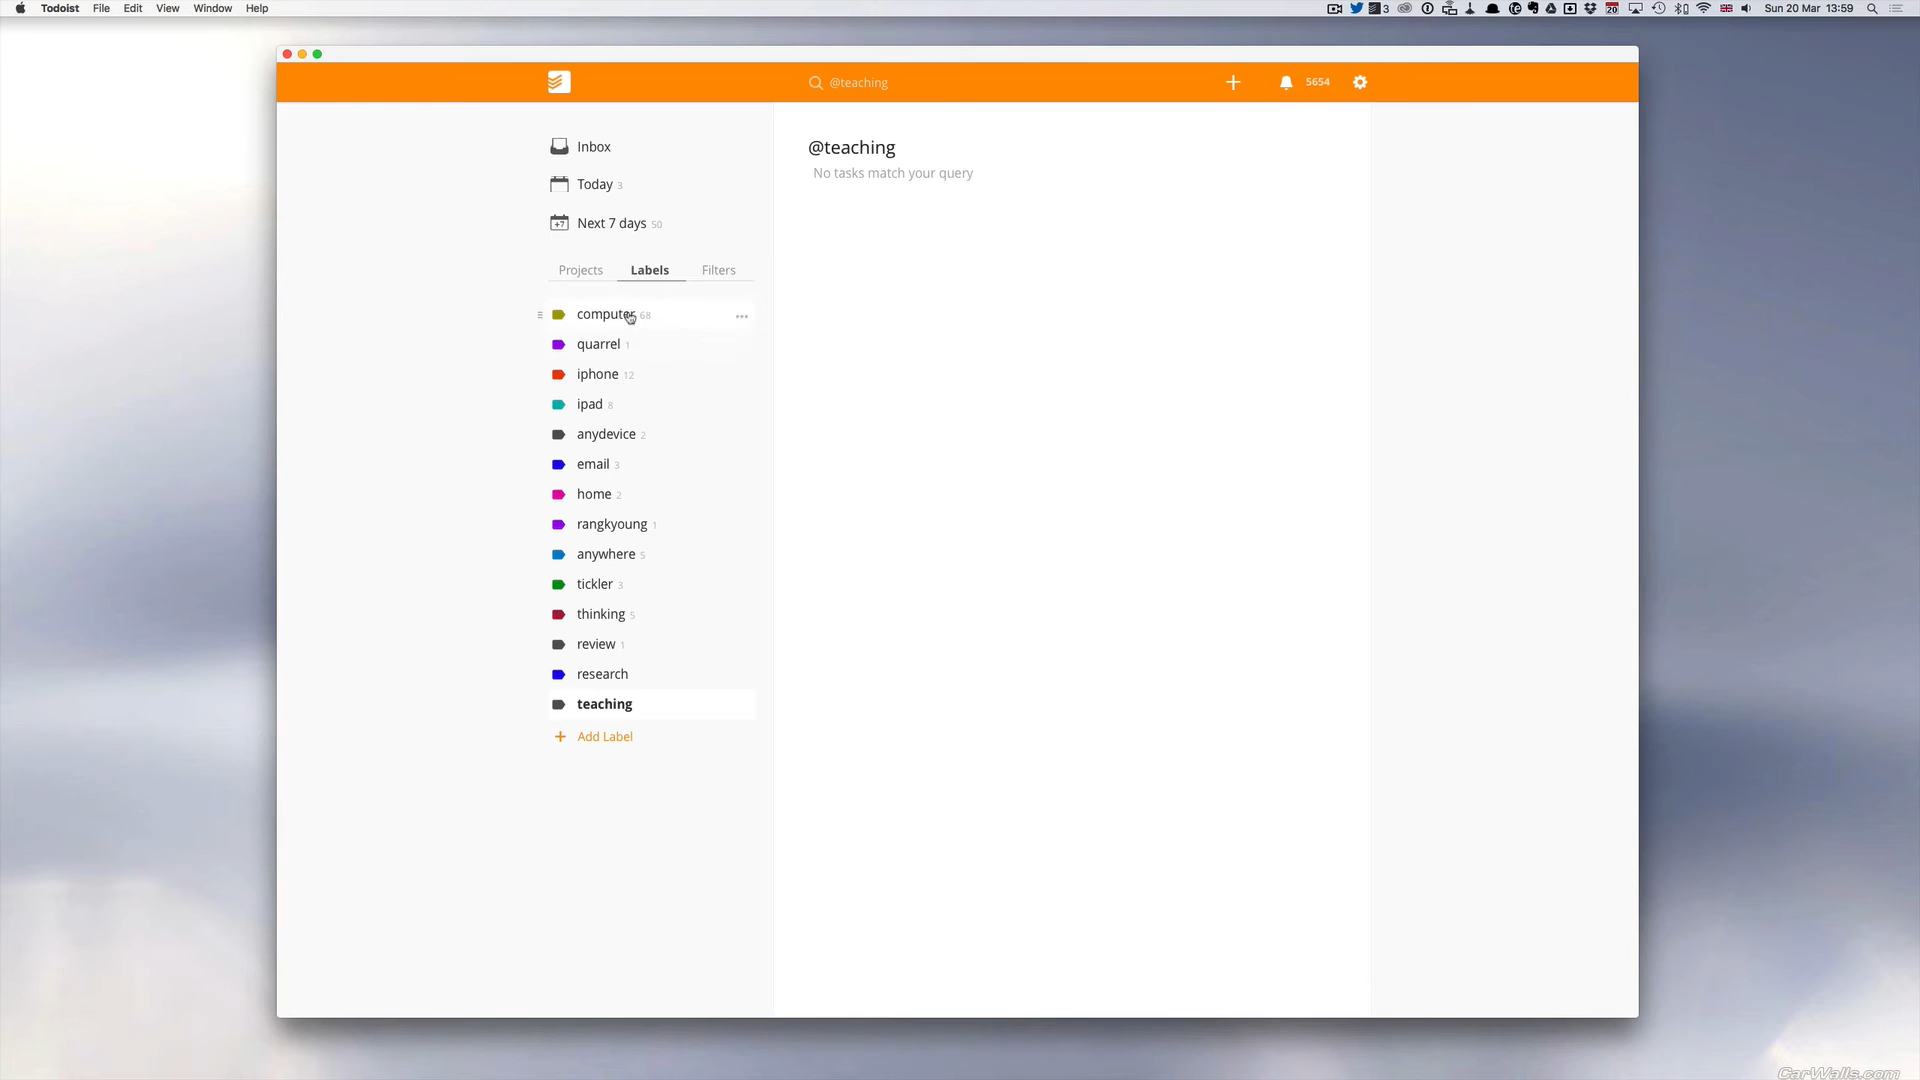 Todoist File Edit View Window Help
3
20
Sun 20 Mar 13:59
@teaching
5654
Inbox
Today 3
+7
Next 7 days 50
Projects Labels Filters
computer 68
quarrel 1
iphone 12
ipad 8
anydevice 2
email 3
home 2
rangkyoung 1
anywhere 5
tickler 3
thinking 5
review 1
research
teaching
+ Add Label
@teaching
No tasks match your query
CarWalls.com